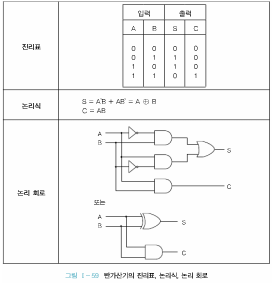 진리표
입력 출력
A B S C
0 0 0 0
0 1 1 0
1 0 1 0
1 1 0 1
논리식
S = A'B + AB' = A ⊕ B
C = AB
논리 회로
A
B
S
C
또는
A
B
S
C
그림 Ⅰ-59 반가산기의 진리표, 논리식, 논리 회로